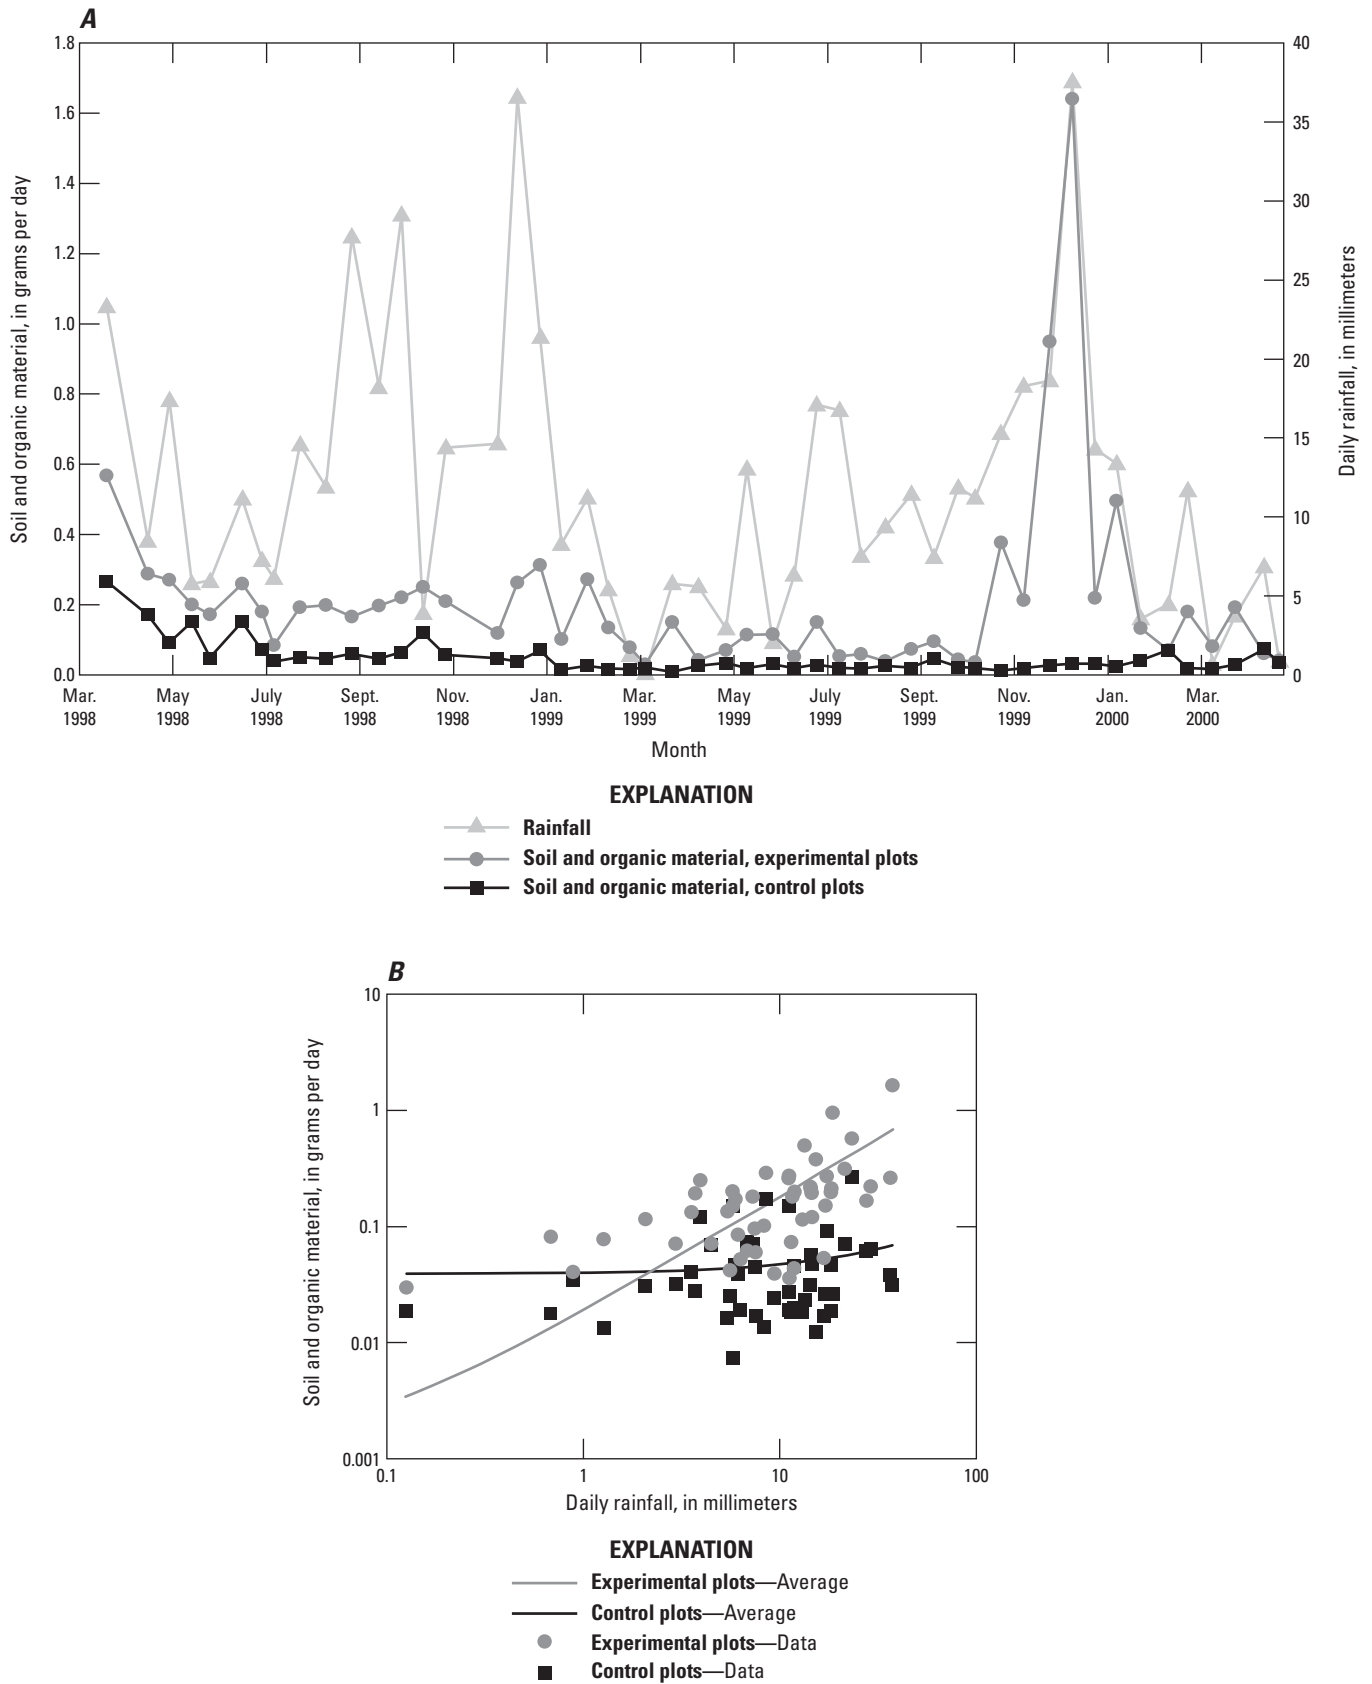 A
1.8
1.6
1.4
1.2
1.0
0.8
0.6
0.4
0.2
0.0
Soil and organic material, in grams per day
40
35
30
25
20
15
10
5
0
Daily rainfall, in millimeters
Mar. May July Sept. Nov. Jan. Mar. May July Sept. Nov. Jan. Mar.
1998 1998 1998 1998 1998 1999 1999 1999 1999 1999 1999 2000 2000
Month
EXPLANATION
Rainfall
Soil and organic material, experimental plots
Soil and organic material, control plots
B
10
1
0.1
0.01
0.001
Soil and organic material, in grams per day
0.1 1 10 100
Daily rainfall, in millimeters
EXPLANATION
Experimental plots—Average
Control plots—Average
Experimental plots—Data
Control plots—Data